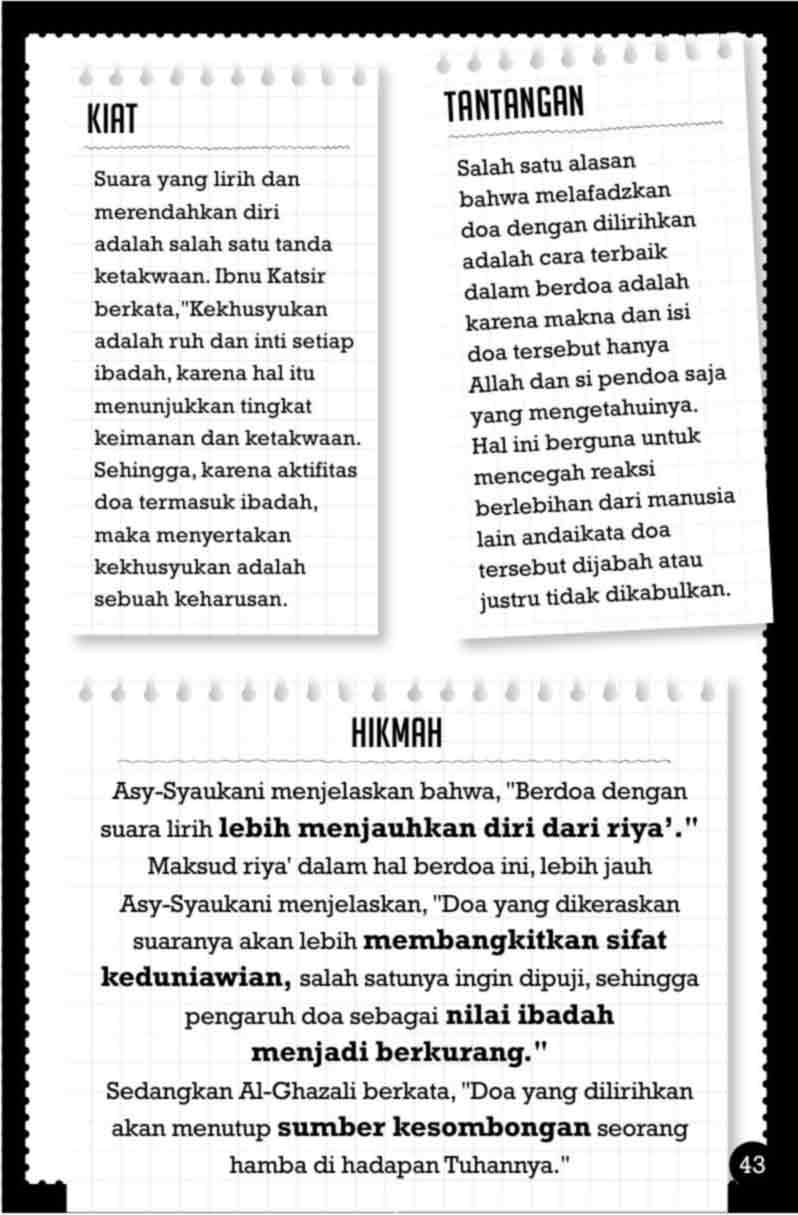 KIAT
Suara yang lirih dan
merendahkan diri
adalah salah satu tanda
ketakwaan. Ibnu Katsir
berkata,"Kekhusyukan
adalah ruh dan inti setiap
ibadah, karena hal itu
menunjukkan tingkat
keimanan dan ketakwaan.
Sehingga, karena aktifitas
doa termasuk ibadah,
maka menyertakan
kekhusyukan adalah
sebuah keharusan.
TANTANGAN
Salah satu alasan
bahwa melafadzkan
doa dengan dilirihkan
adalah cara terbaik
dalam berdoa adalah
karena makna dan isi
doa tersebut hanya
Allah dan si pendoa saja
yang mengetahuinya.
Hal ini berguna untuk
mencegah reaksi
berlebihan dari manusia
lain andaikata doa
tersebut dijabah atau
justru tidak dikabulkan.
HIKMAH
Asy-Syaukani menjelaskan bahwa, "Berdoa dengan
suara lirih lebih menjauhkan diri dari riya’."
Maksud riya' dalam hal berdoa ini, lebih jauh
Asy-Syaukani menjelaskan, "Doa yang dikeraskan
suaranya akan lebih membangkitkan sifat
keduniawian, salah satunya ingin dipuji, sehingga
pengaruh doa sebagai nilai ibadah
menjadi berkurang."
Sedangkan Al-Ghazali berkata, "Doa yang dilirihkan
akan menutup sumber kesombongan seorang
hamba di hadapan Tuhannya."
43